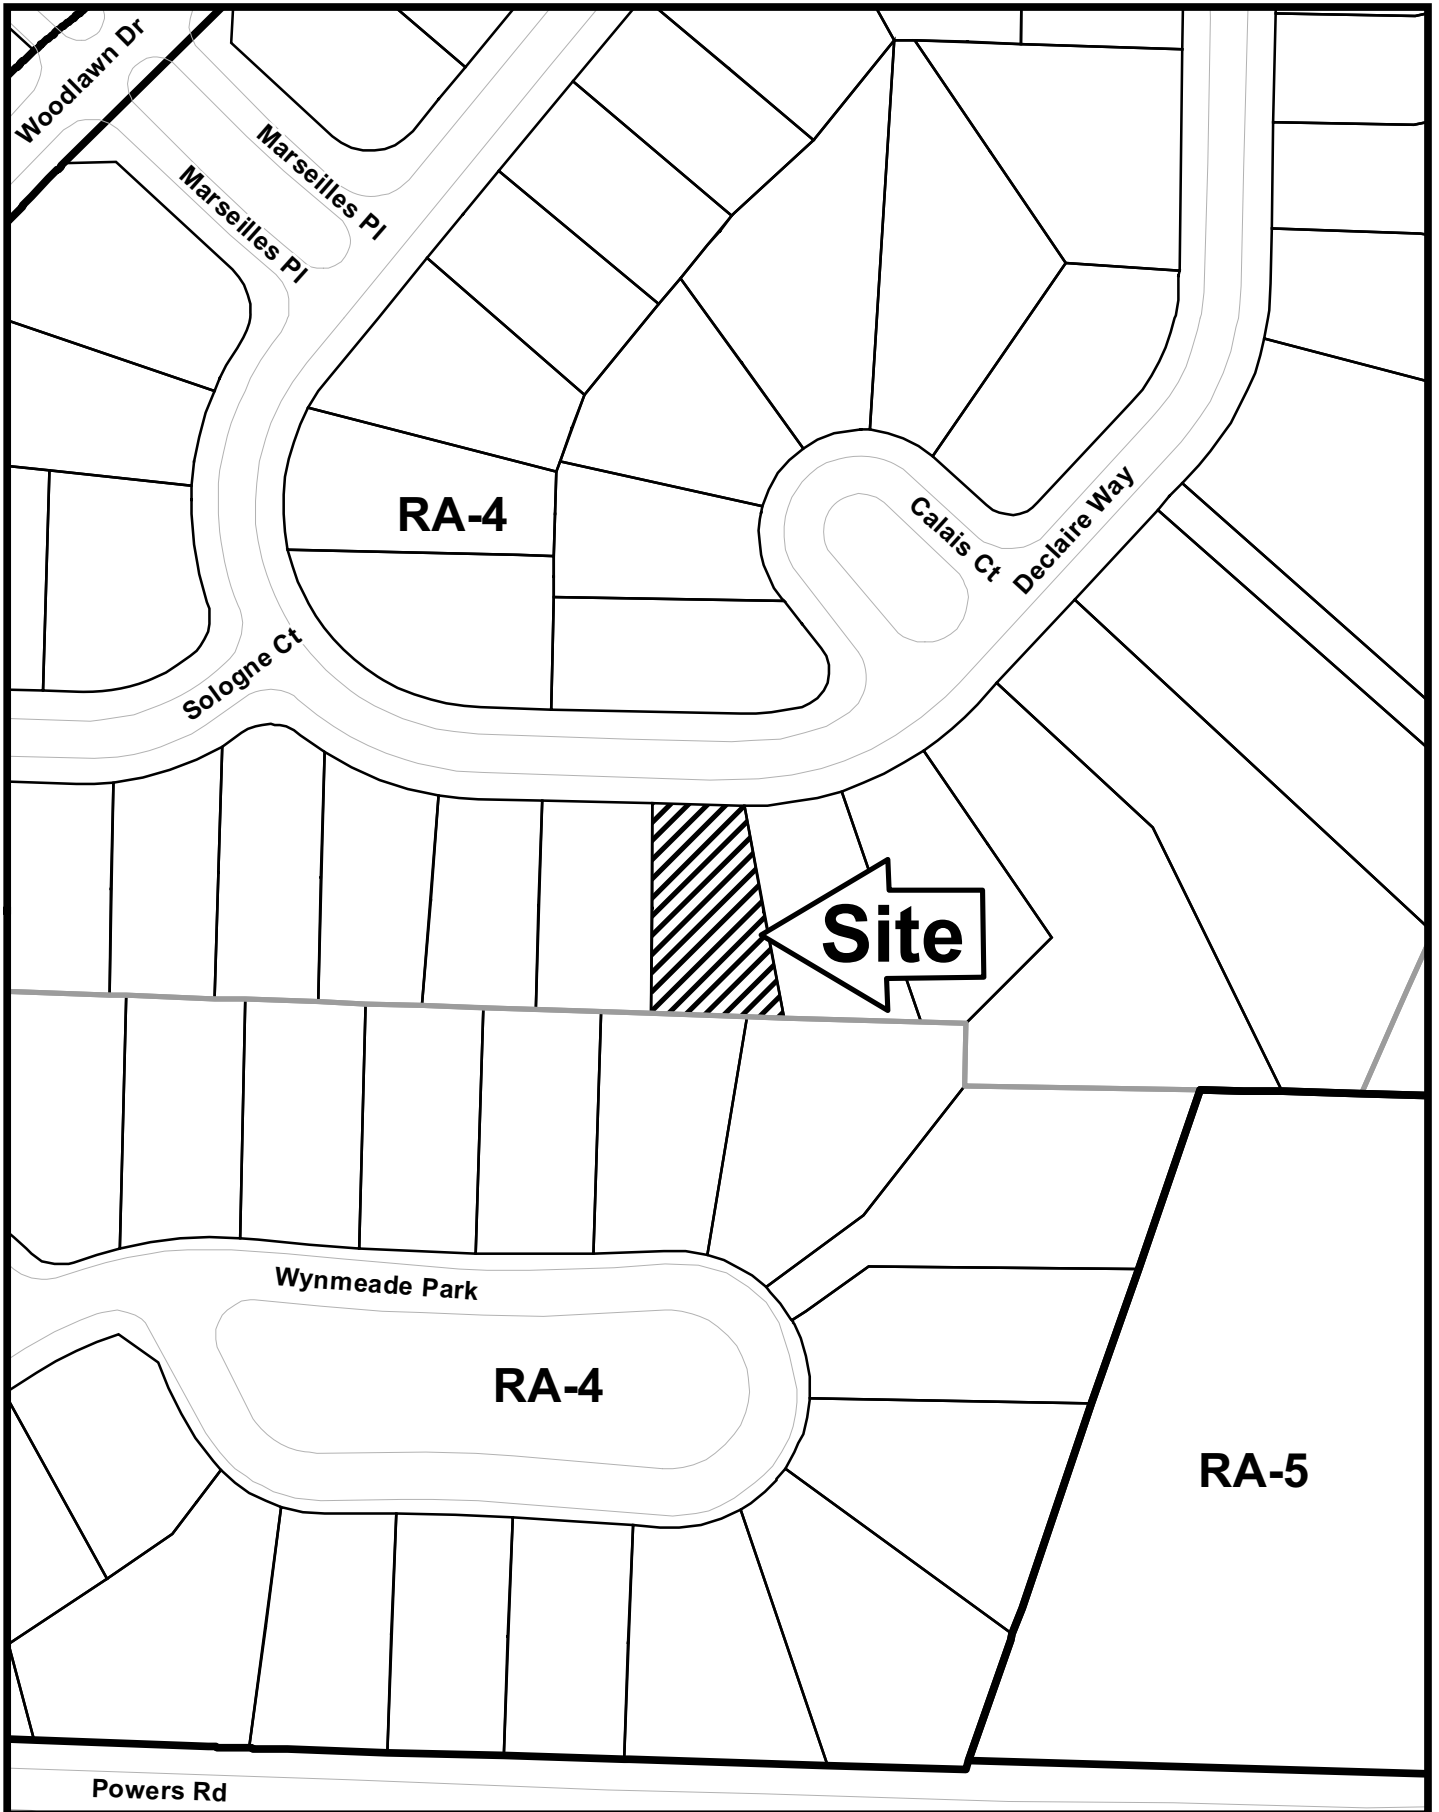 Woodlawn Dr
Marseilles Pl
Marseilles Pl
RA-4
Calais Ct
Declaire Way
Sologne Ct
Site
Wynmeade Park
RA-4
RA-5
Powers Rd